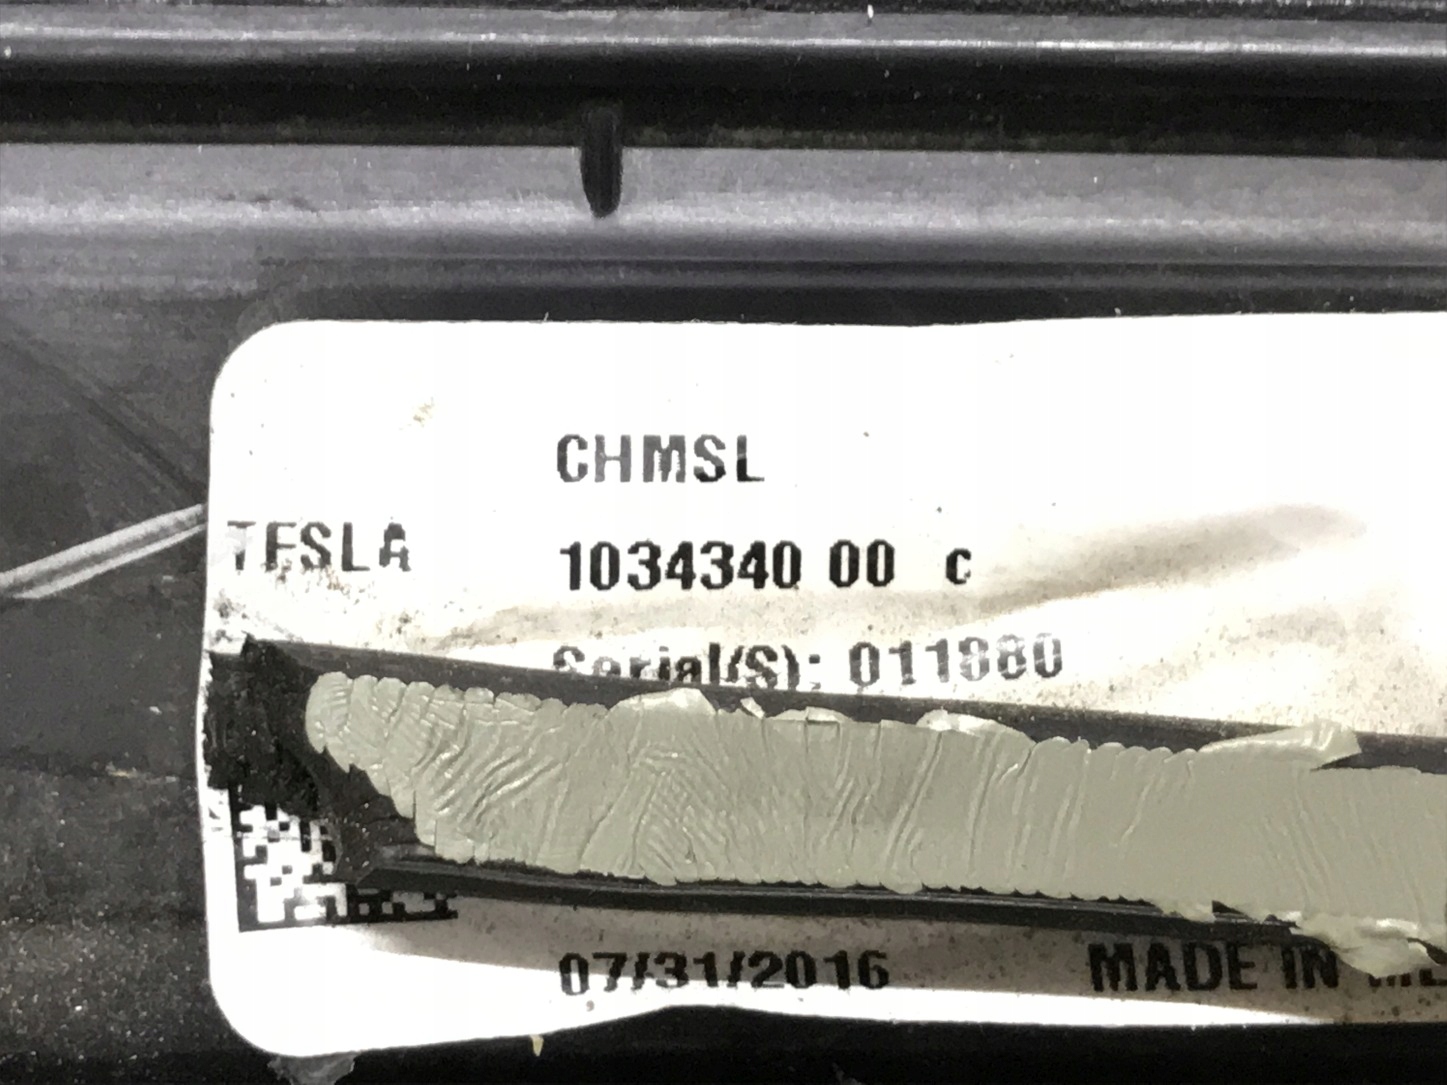 CHMSL
TESLA 1034340 00 C
Serial(S): 011880
07/31/2016 MADE IN